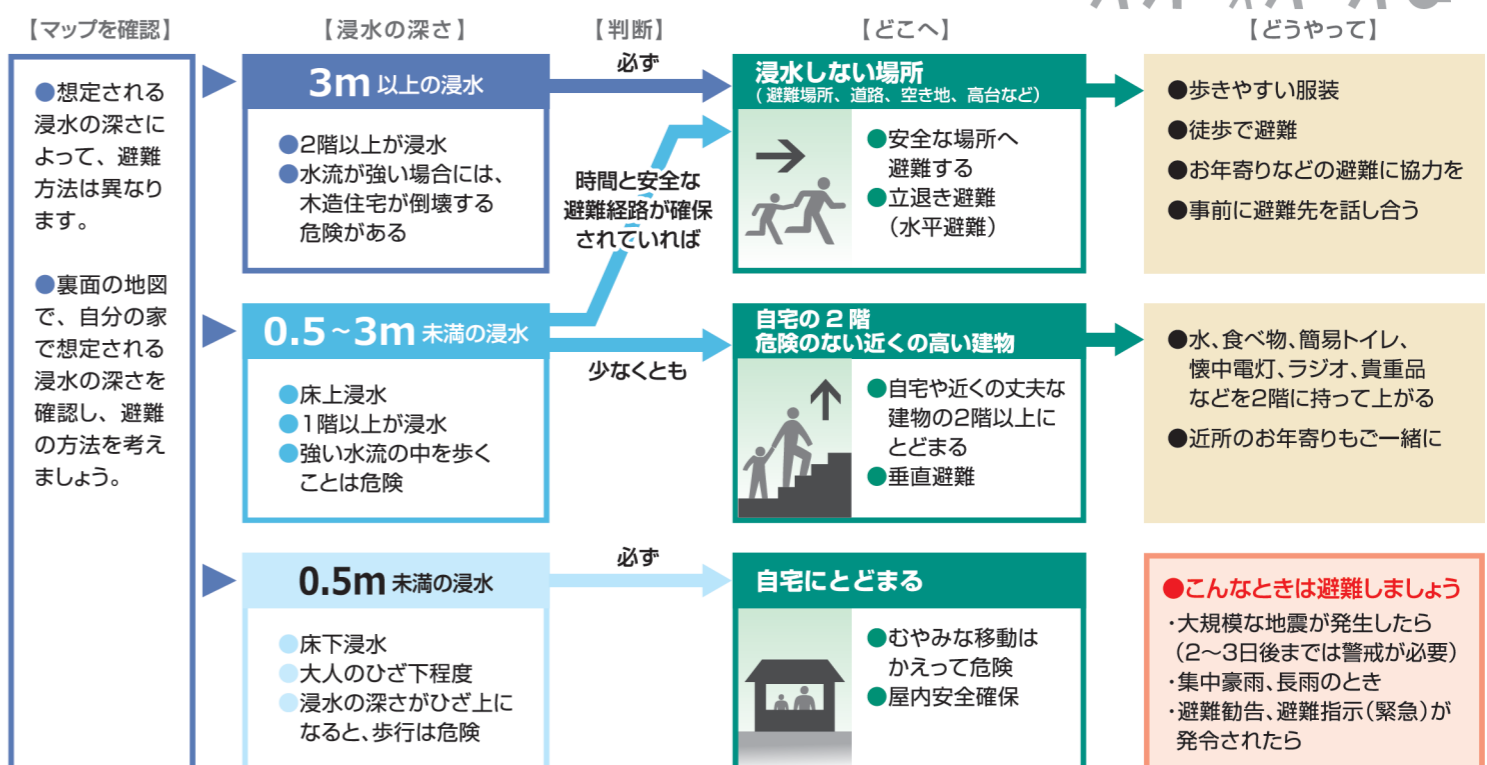 【マップを確認】
【浸水の深さ】
【判断】
【どこへ】
【どうやって】
●想定される
浸水の深さに
よって、避難
方法は異なり
ます。
●裏面の地図
で、自分の家
で想定される
浸水の深さを
確認し、避難
の方法を考え
ましょう。
3m 以上の浸水
●2階以上が浸水
●水流が強い場合には、
木造住宅が倒壊する
危険がある
必ず
浸水しない場所
(避難場所、道路、空き地、高台など)
●安全な場所へ
避難する
●立退き避難
(水平避難)
●歩きやすい服装
●徒歩で避難
●お年寄りなどの避難に協力を
●事前に避難先を話し合う
時間と安全な
避難経路が確保
されていれば
0.5~3m 未満の浸水
●床上浸水
●1階以上が浸水
●強い水流の中を歩く
ことは危険
少なくとも
自宅の2階
危険のない近くの高い建物
●自宅や近くの丈夫な
建物の2階以上に
とどまる
●垂直避難
●水、食べ物、簡易トイレ、
懐中電灯、ラジオ、貴重品
などを2階に持って上がる
●近所のお年寄りもご一緒に
0.5m 未満の浸水
●床下浸水
●大人のひざ下程度
●浸水の深さがひざ上に
なると、歩行は危険
必ず
自宅にとどまる
●むやみな移動は
かえって危険
●屋内安全確保
●こんなときは避難しましょう
・大規模な地震が発生したら
(2~3日後までは警戒が必要)
・集中豪雨、長雨のとき
・避難勧告、避難指示(緊急)が
発令されたら